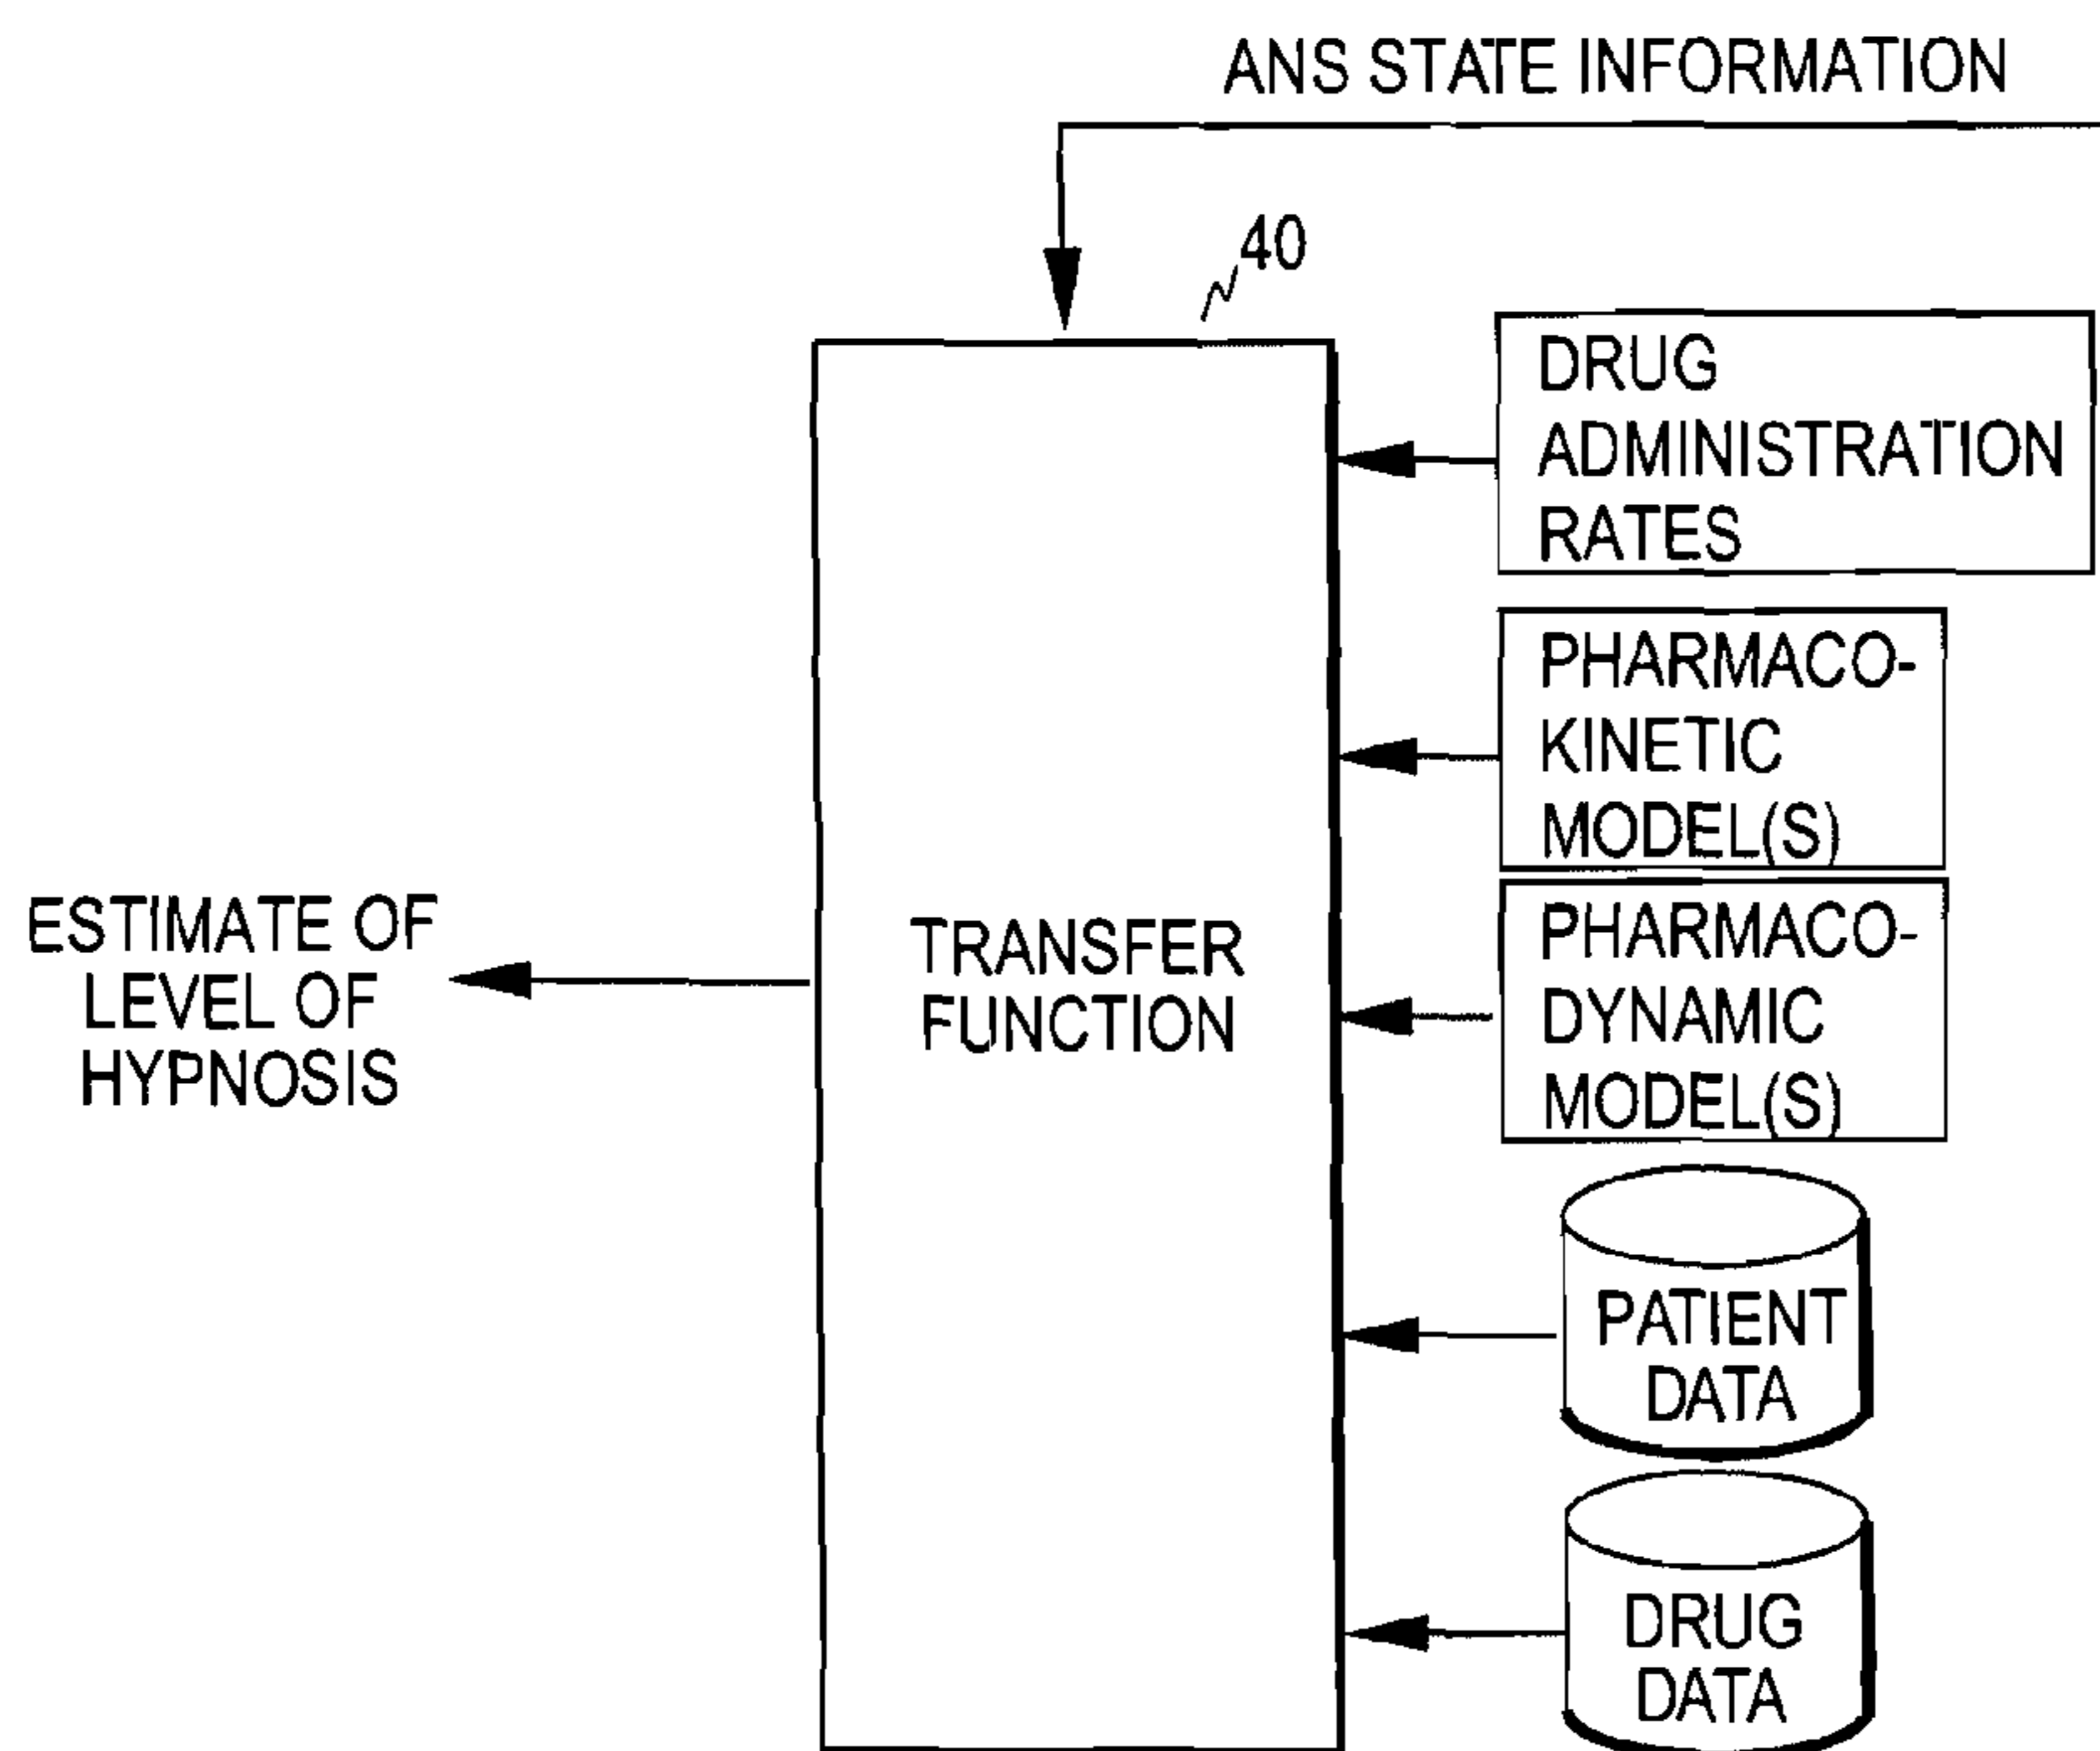 ANS STATE INFORMATION
40
DRUG
ADMINISTRATION
RATES
PHARMACO-
KINETIC
MODEL(S)
ESTIMATE OF
LEVEL OF
HYPNOSIS
TRANSFER
FUNCTION
PHARMACO-
DYNAMIC
MODEL(S)
PATIENT
DATA
DRUG
DATA